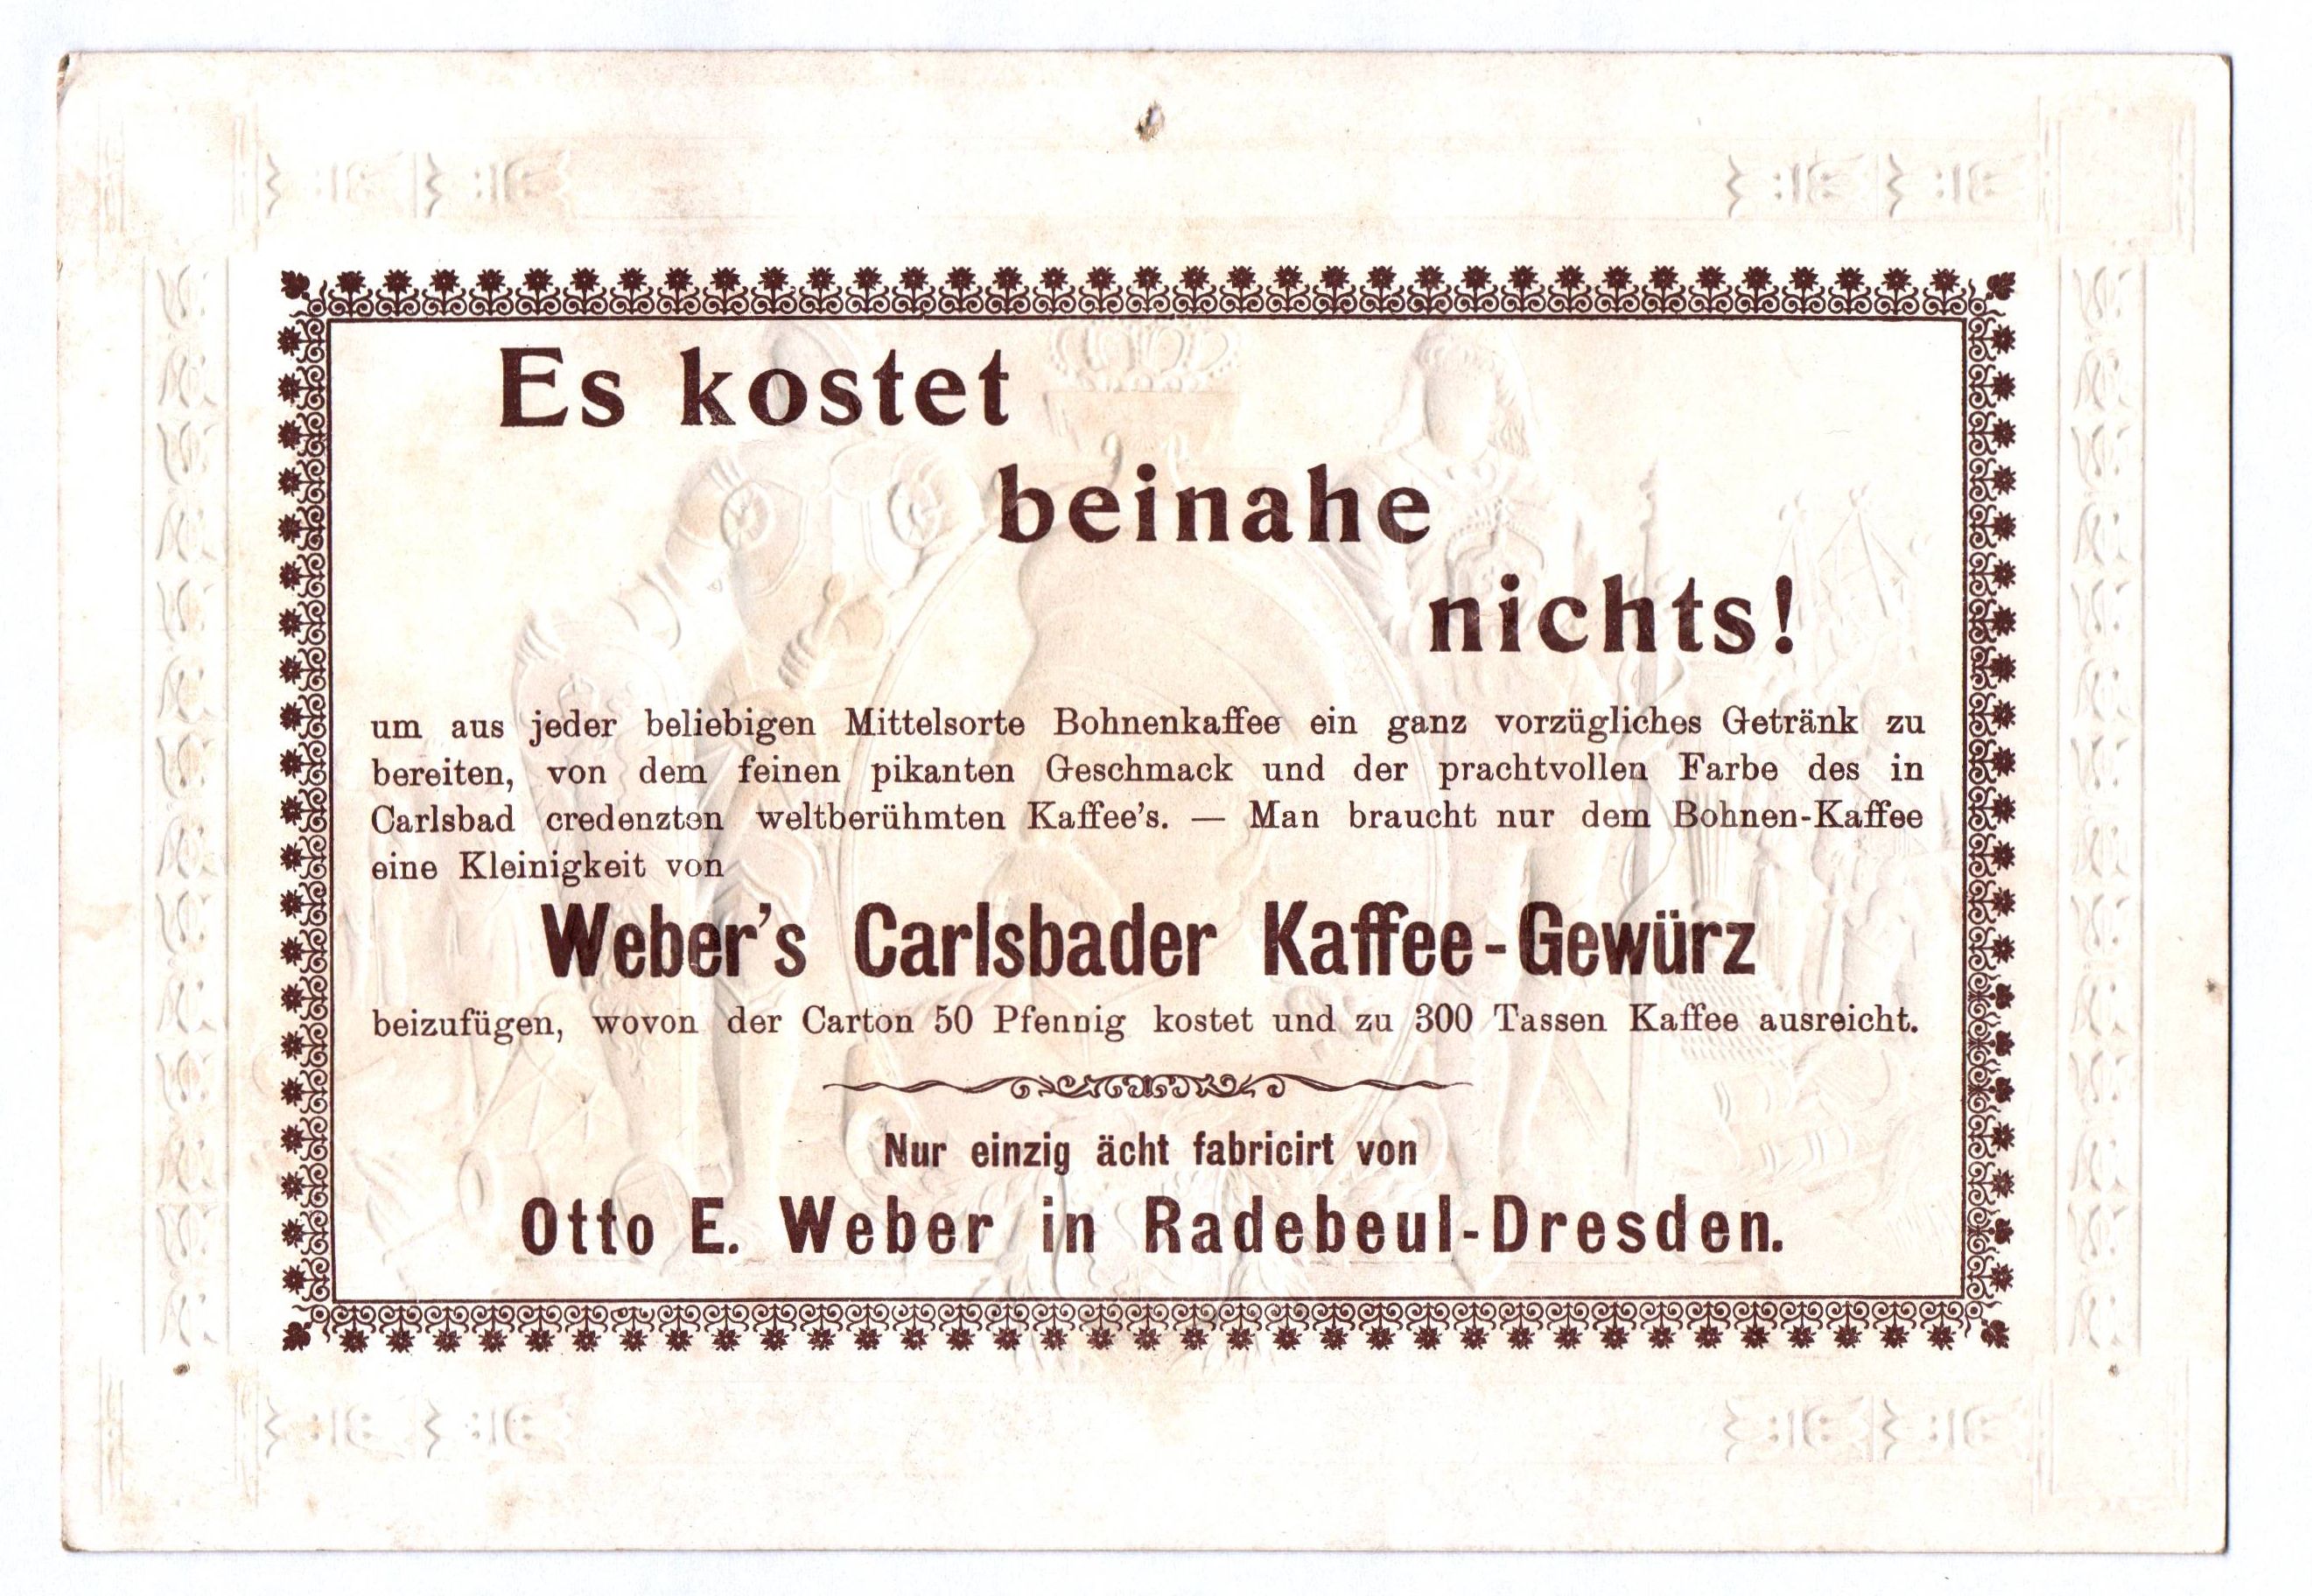 Es kostet
beinahe
nichts!
um aus jeder beliebigen Mittelsorte Bohnenkaffee ein ganz vorzügliches Getränk zu
bereiten, von dem feinen pikanten Geschmack und der prachtvollen Farbe des in
Carlsbad credenzten weltberühmten Kaffee's. — Man braucht nur dem Bohnen-Kaffee
eine Kleinigkeit von
Weber's Carlsbader Kaffee-Gewürz
beizufügen, wovon der Carton 50 Pfennig kostet und zu 300 Tassen Kaffee ausreicht.
Nur einzig ächt fabricirt von
Otto E. Weber in Radebeul-Dresden.